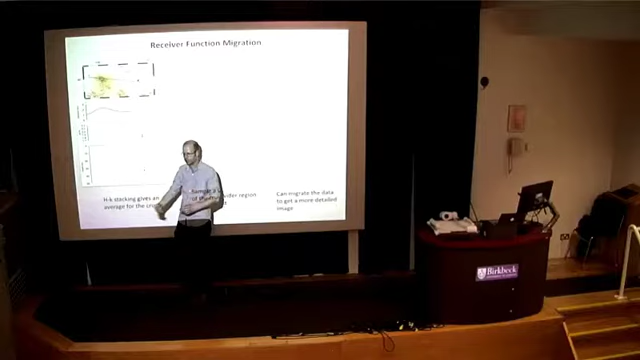 Receiver Function Migration
H-k stacking gives an
average for the
wider region
Can migrate the data
to get a more detailed
image
Birkbeck